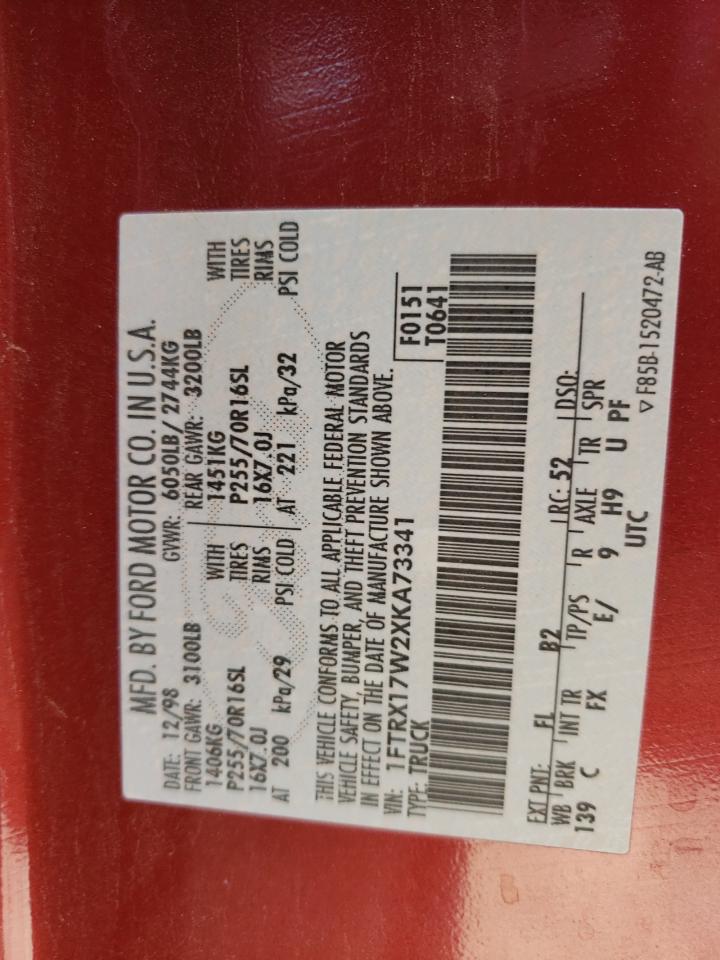 MFD. BY FORD MOTOR CO. IN U.S.A.
DATE: 12/98 GVWR: 6050LB/ 2744KG
FRONT GAWR: 3100LB REAR GAWR: 3200LB
1406KG WITH 1451KG WITH
P255/70R16SL TIRES P255/70R16SL TIRES
16X7.0J RIMS 16X7.0J RIMS
AT 200 kPa/29 PSI COLD AT 221 kPa/32 PSI COLD
THIS VEHICLE CONFORMS TO ALL APPLICABLE FEDERAL MOTOR
VEHICLE SAFETY, BUMPER, AND THEFT PREVENTION STANDARDS
IN EFFECT ON THE DATE OF MANUFACTURE SHOWN ABOVE.
VIN: 1FTRX17W2XKA73341 F0151
TYPE: TRUCK T0641
EXT PNT: FL B2 RC: 52 DSO:
WB BRK INT TR TP/PS R AXLE TR SPR
139 C FX E/ 9 H9 U PF
UTC
▽ F85B-1520472-AB